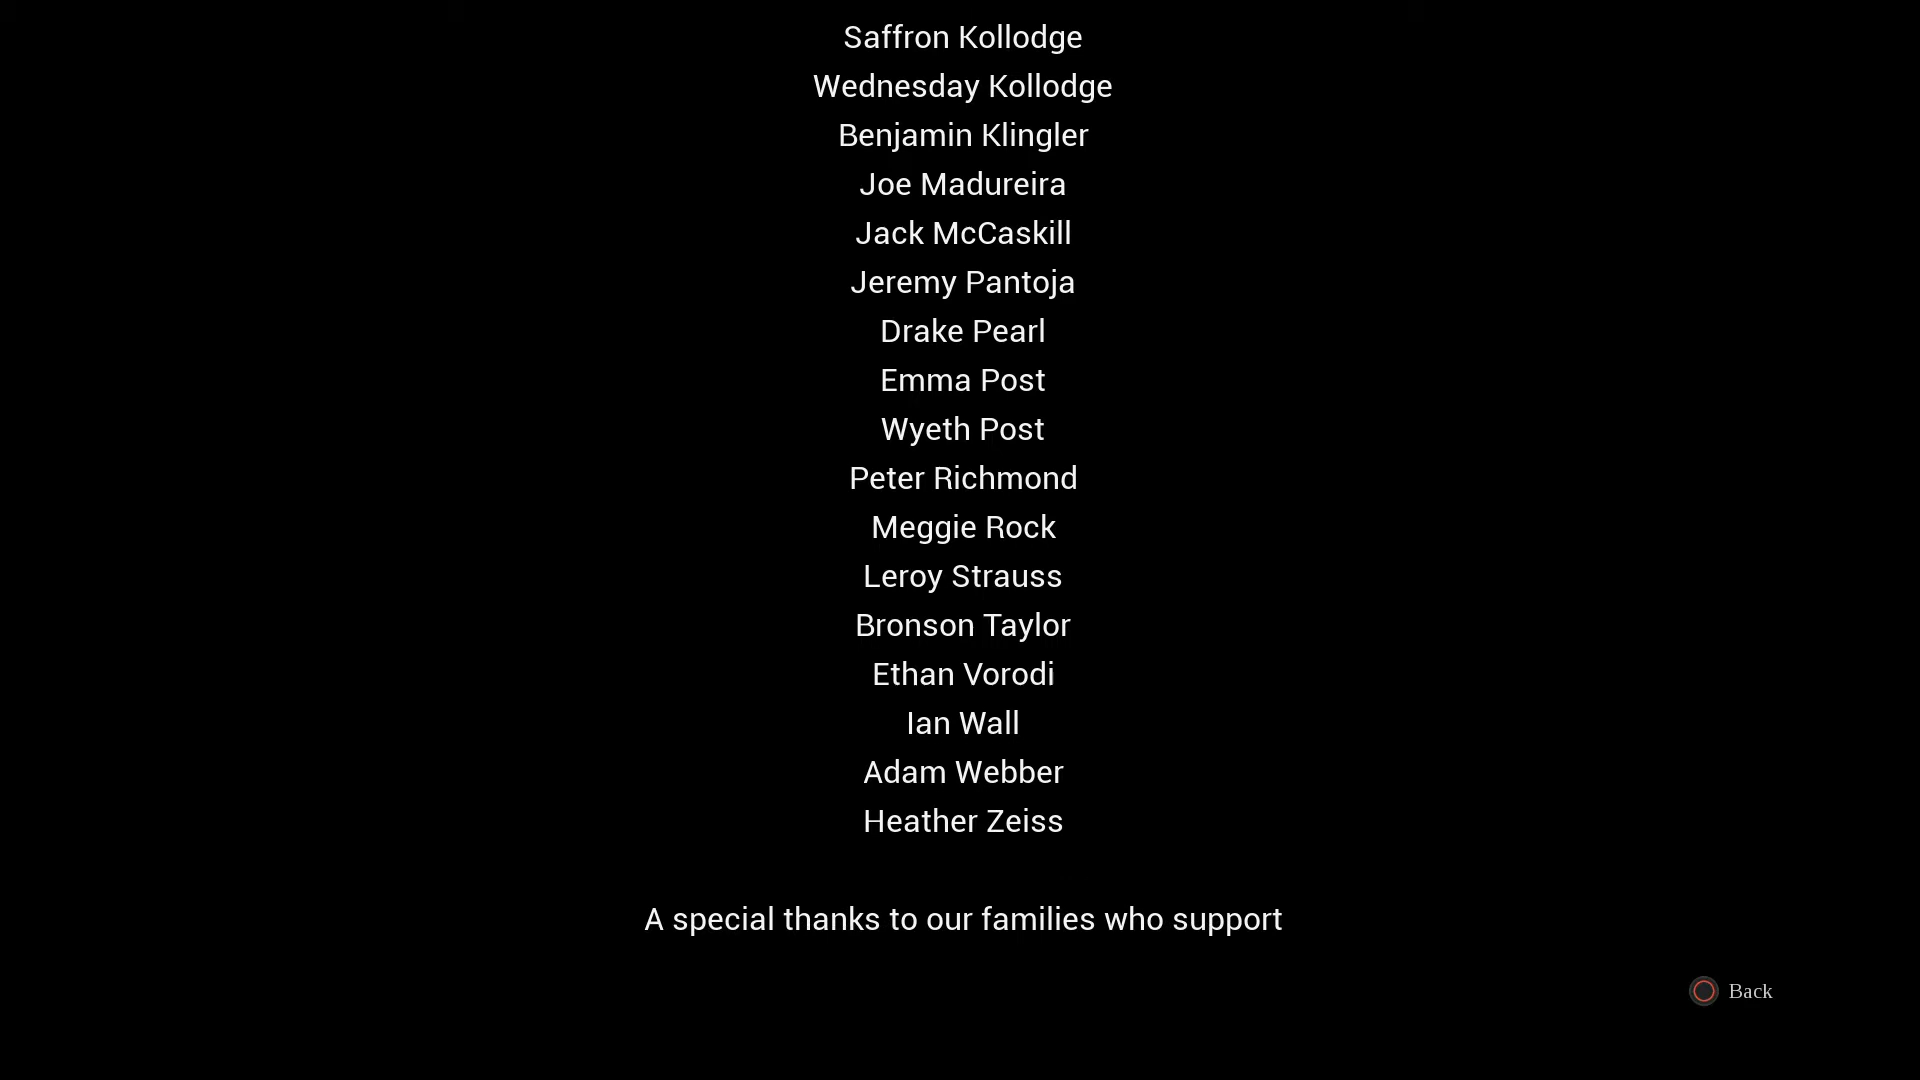 Saffron Kollodge
Wednesday Kollodge
Benjamin Klingler
Joe Madureira
Jack McCaskill
Jeremy Pantoja
Drake Pearl
Emma Post
Wyeth Post
Peter Richmond
Meggie Rock
Leroy Strauss
Bronson Taylor
Ethan Vorodi
Ian Wall
Adam Webber
Heather Zeiss
A special thanks to our families who support
Back